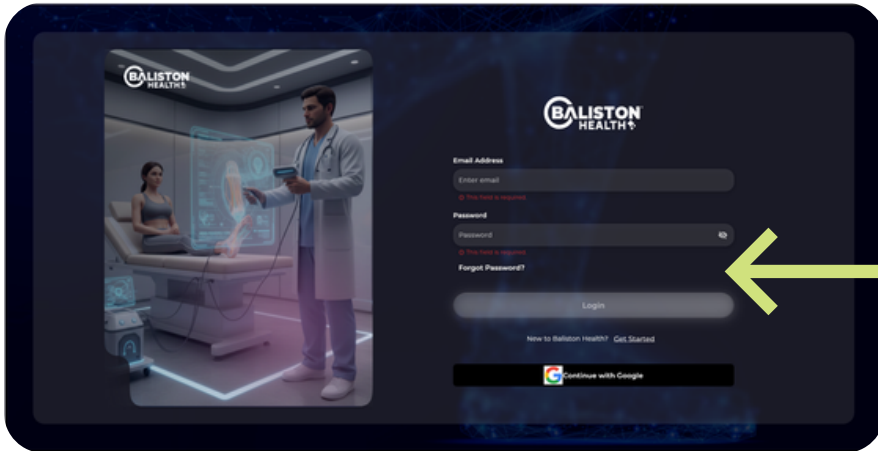 BALISTON
HEALTH
BALISTON
HEALTH
Email Address
Enter email
This field is required
Password
Password
This field is required
Forgot Password?
Login
New to Baliston Health? Get Started
Continue with Google